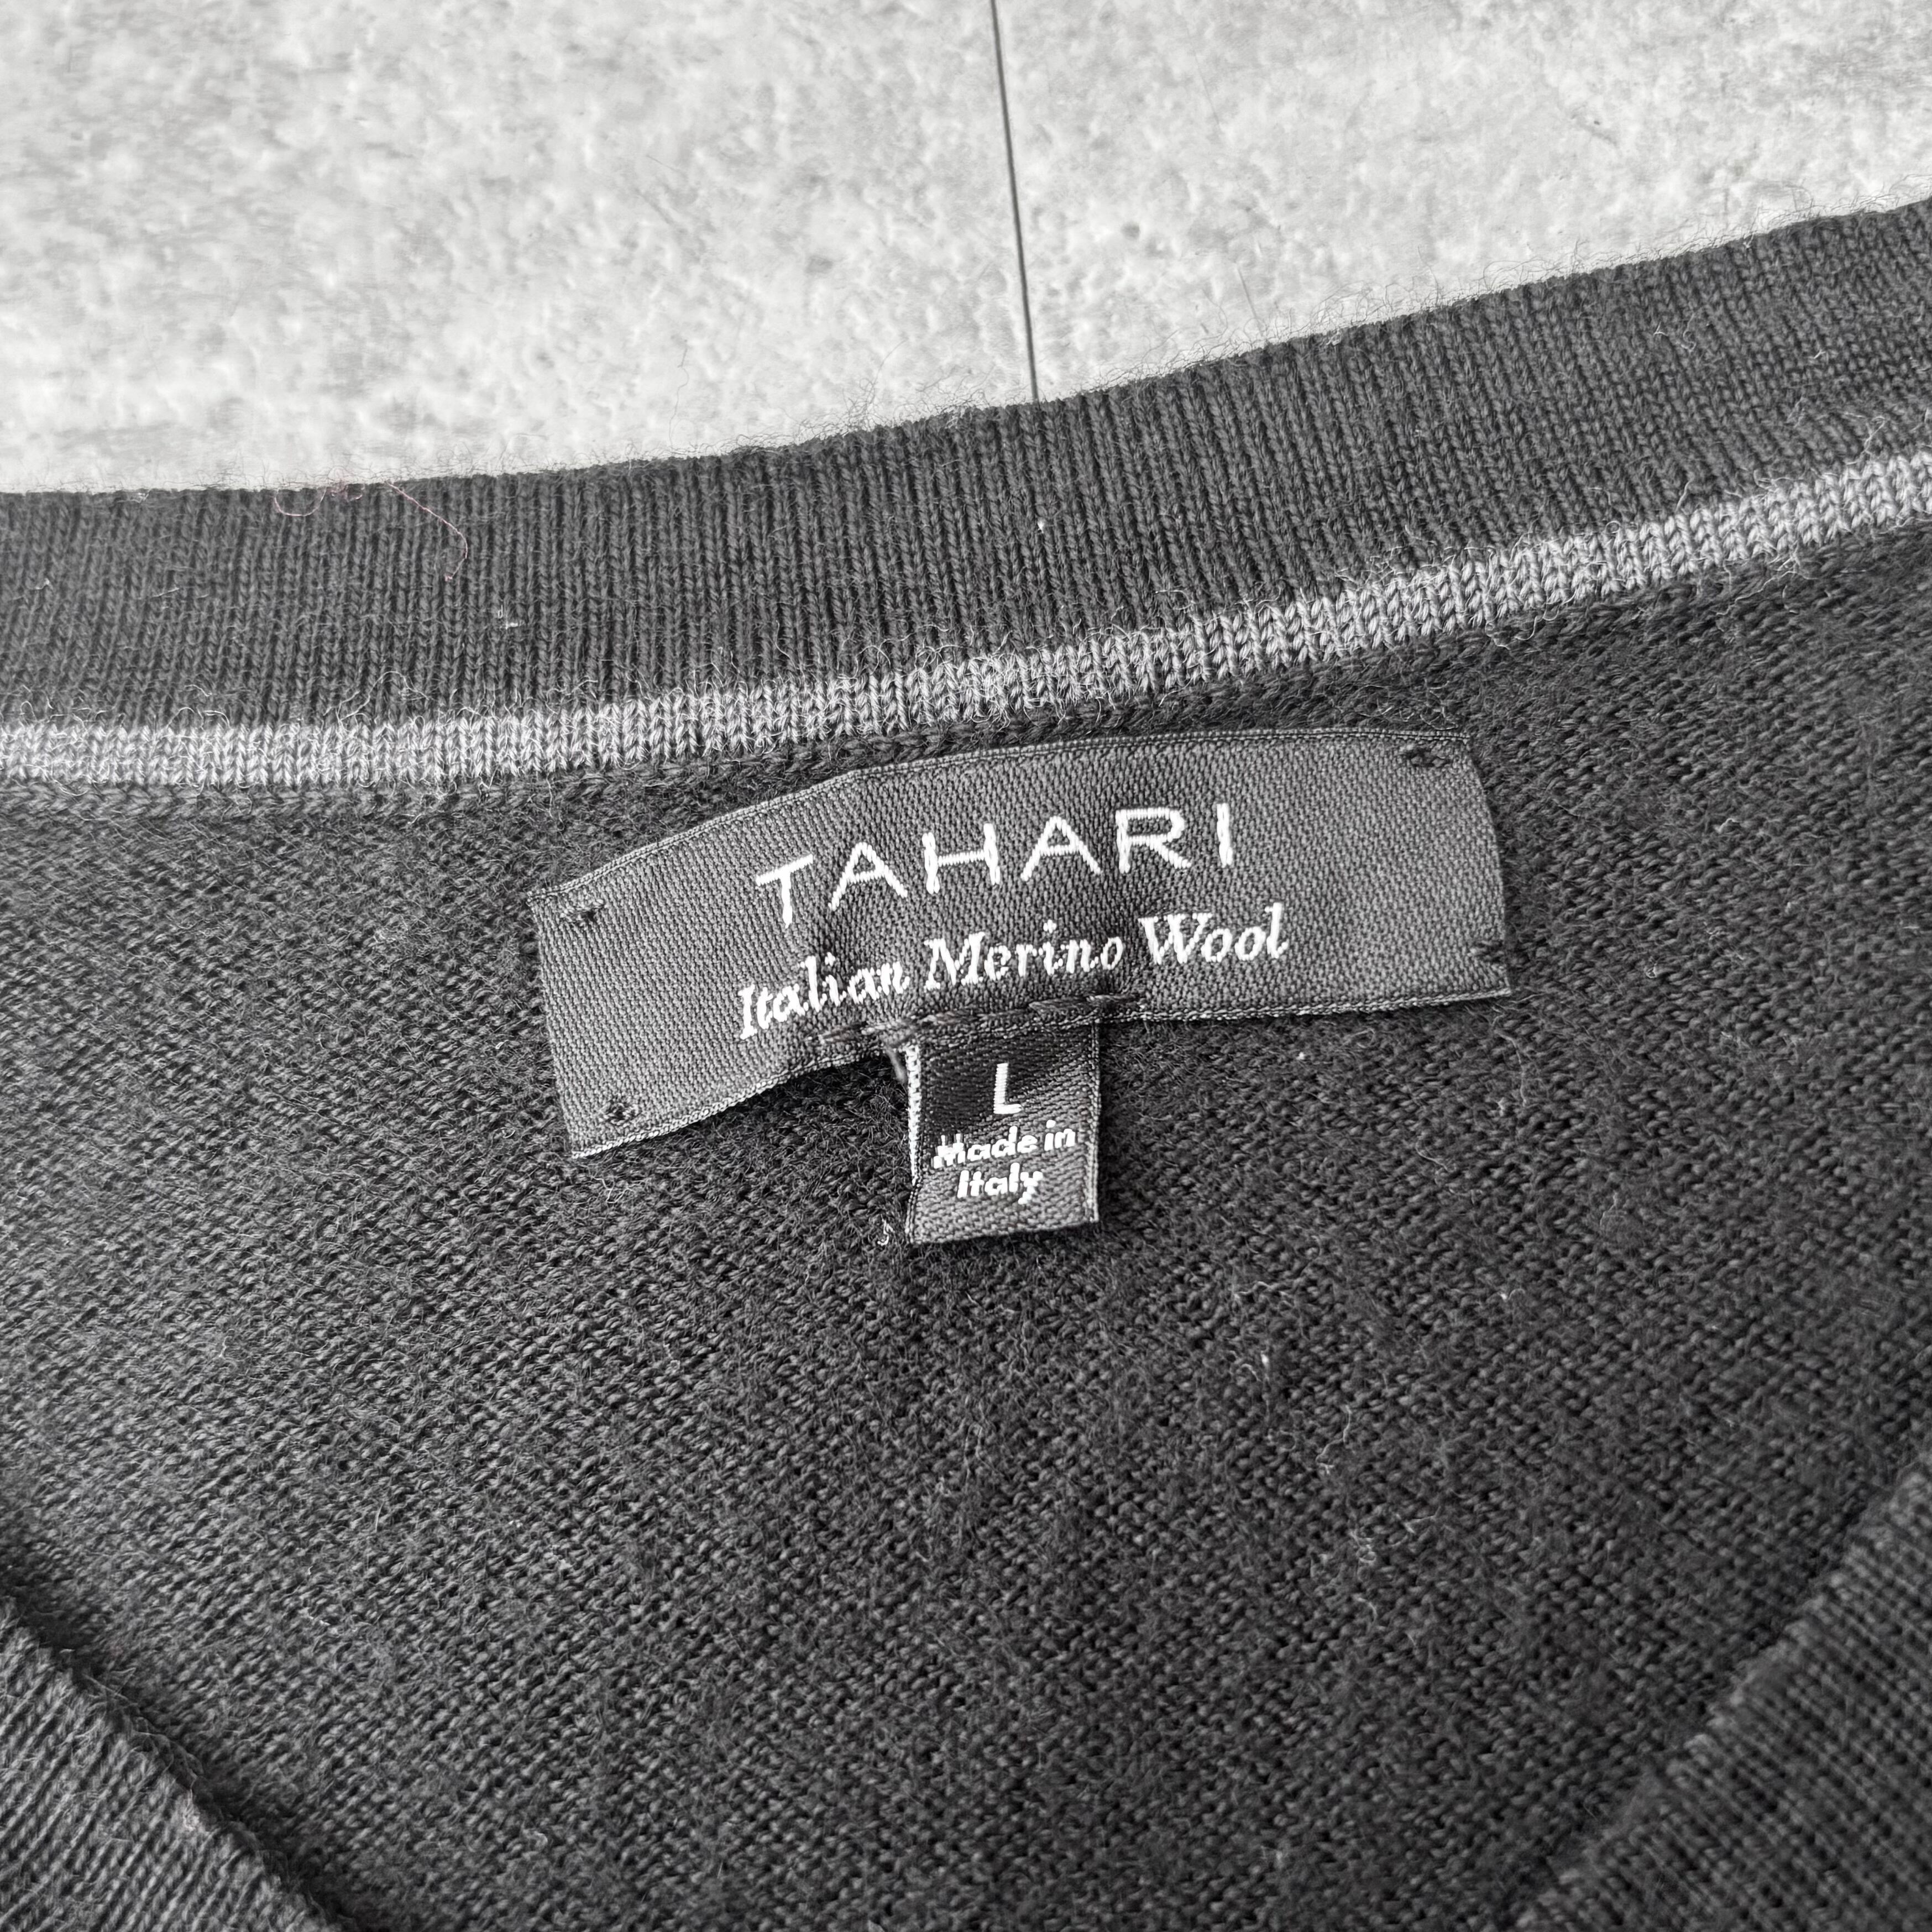 TAHARI
Italian Merino Wool
L
Made in
Italy